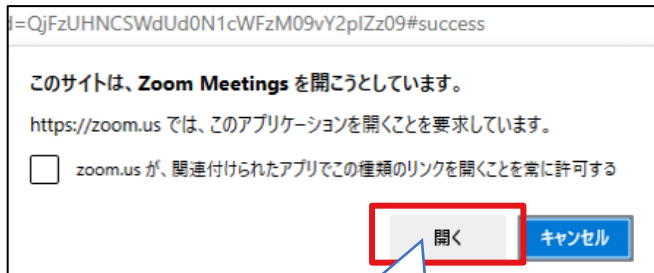 d=QjFzUHNCSWdUd0N1cWFzM09vY2pIZz09#success
このサイトは、Zoom Meetings を開こうとしています。
https://zoom.us では、このアプリケーションを開くことを要求しています。
zoom.us が、関連付けられたアプリでこの種類のリンクを開くことを常に許可する
開く キャンセル